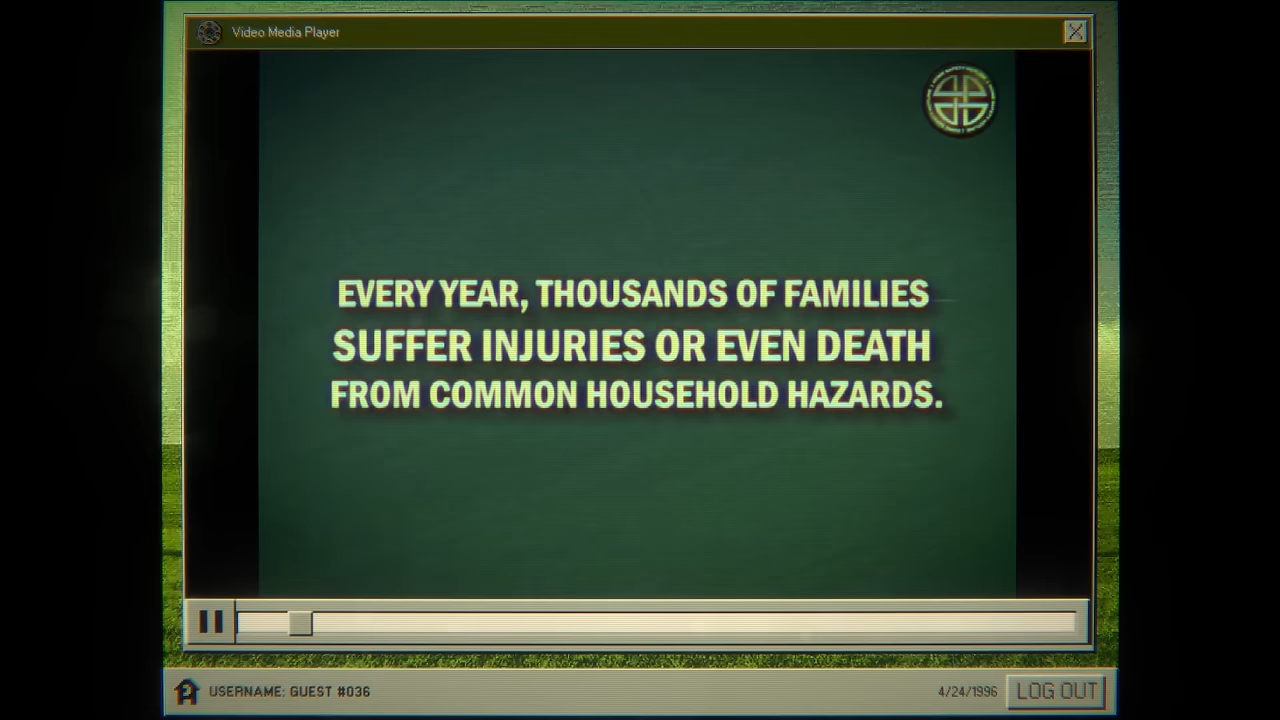 Video Media Player
EVERY YEAR, THOUSANDS OF FAMILIES
SUFFER INJURIES OR EVEN DEATH
FROM COMMON HOUSEHOLD HAZARDS.
USERNAME: GUEST #036
4/24/1996
LOG OUT